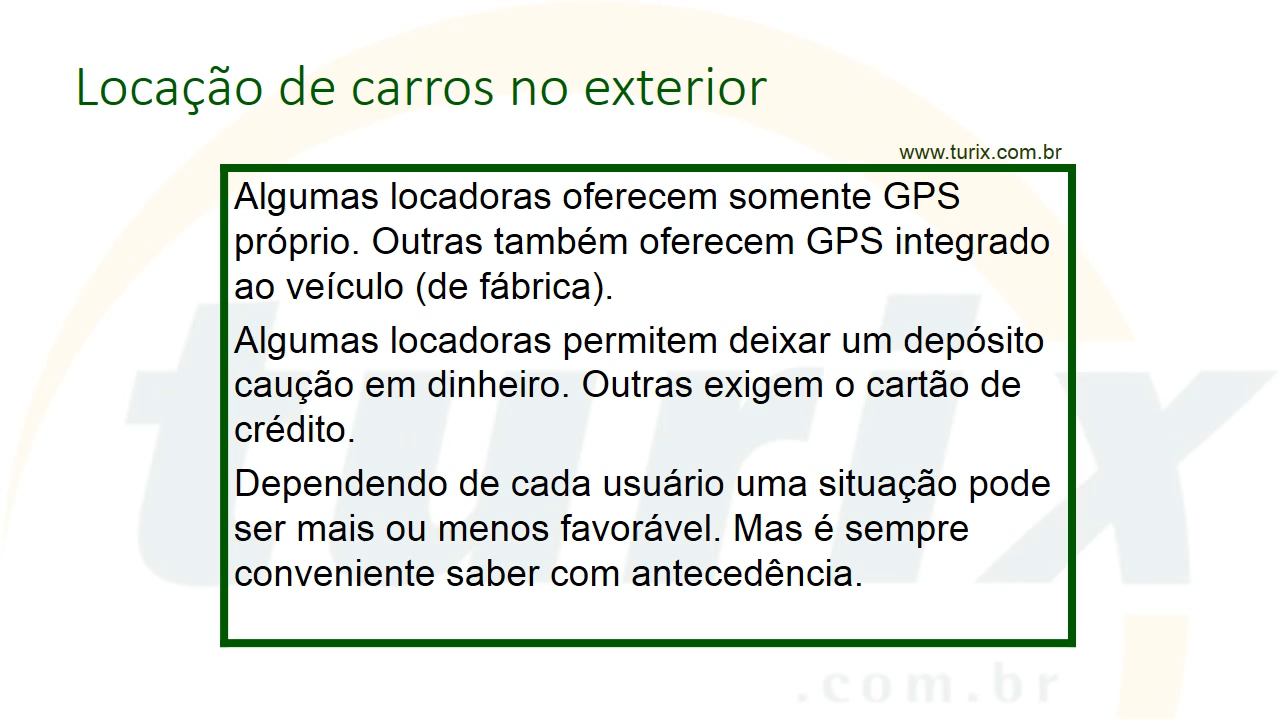 Locação de carros no exterior
www.turix.com.br
Algumas locadoras oferecem somente GPS
próprio. Outras também oferecem GPS integrado
ao veículo (de fábrica).
Algumas locadoras permitem deixar um depósito
caução em dinheiro. Outras exigem o cartão de
crédito.
Dependendo de cada usuário uma situação pode
ser mais ou menos favorável. Mas é sempre
conveniente saber com antecedência.
turix
.com.br